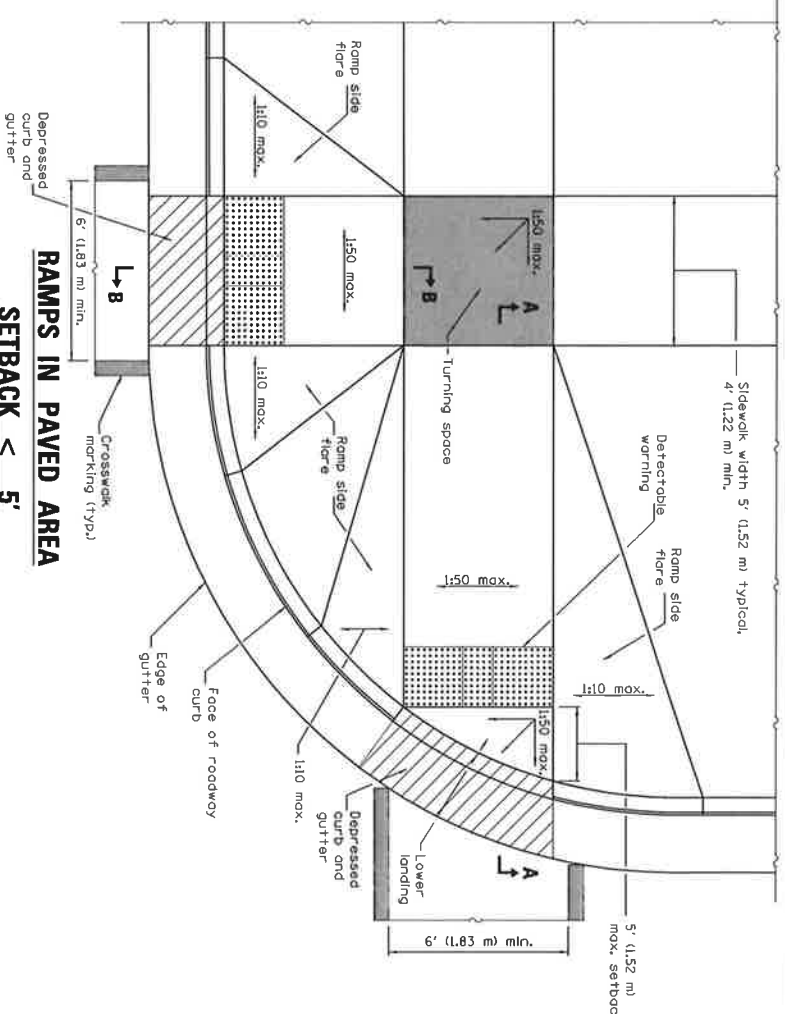 Sidewalk width 5' (1.52 m) typical,
4' (1.22 m) min.
5' (1.52 m)
max. setbac
Ramp side
flare
1:10 max.
Detectable
warning
1:50 max.
1:50 max.
A
Lower
landing
Depressed
curb and
gutter
6' (1.83 m) min.
1:50 max.
A
B
Turning space
Ramp side
flare
1:10 max.
1:10 max.
Face of roadway
curb
Edge of
gutter
Ramp side
flare
1:10 max.
1:50 max.
B
Depressed
curb and
gutter
6' (1.83 m) min.
Crosswalk
marking (typ.)
RAMPS IN PAVED AREA
SETBACK < 5'